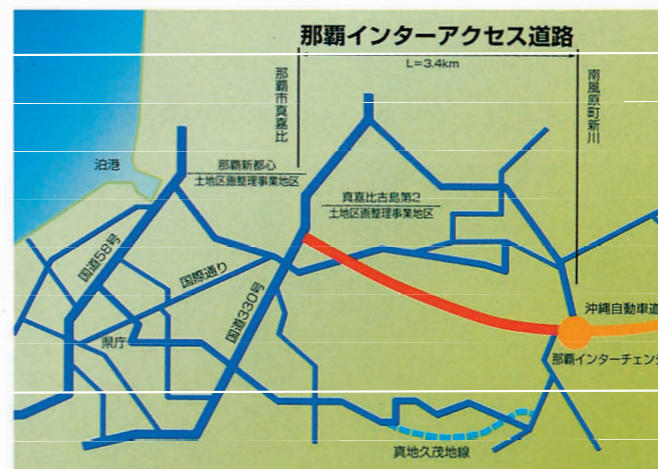 那覇インターアクセス道路
L=3.4km
那覇市真嘉比
南風原町新川
泊港
那覇新都心
土地区画整理事業地区
真嘉比古島第2
土地区画整理事業地区
国道58号
国際通り
国道330号
沖縄自動車道
県庁
那覇インターチェンジ
真地久茂地線